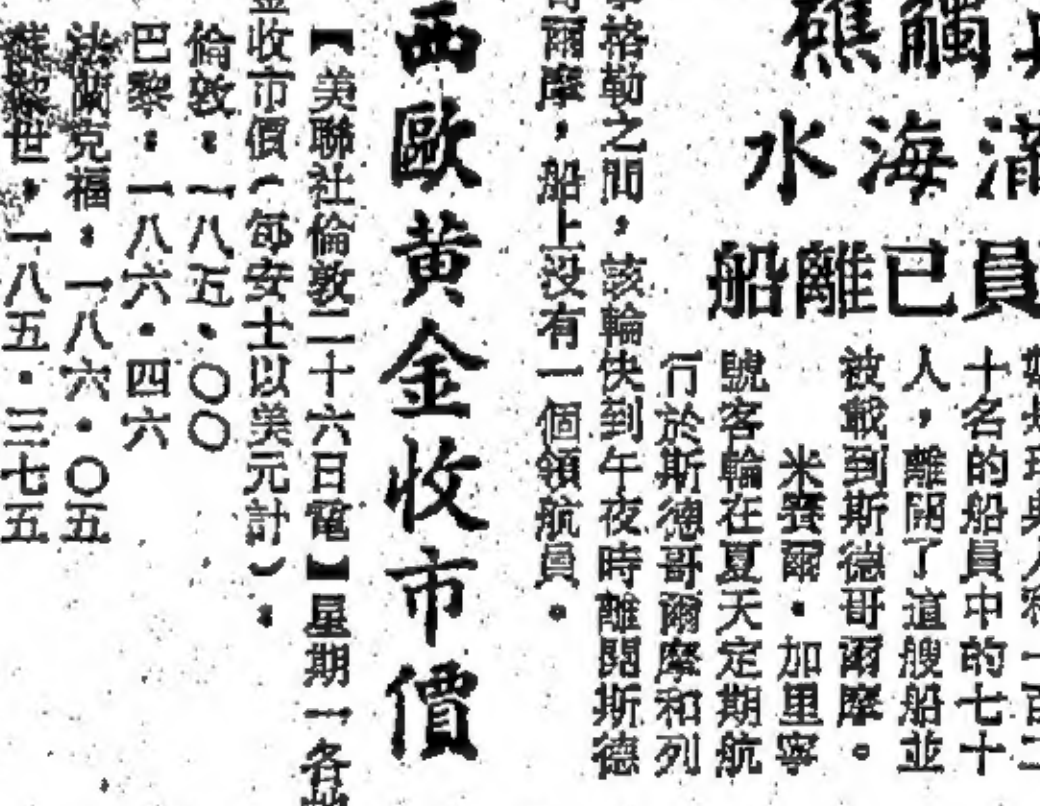 觸礁
海水
員已離船
十名的船員中的七十
人，離開了這艘船並
被載到斯德哥爾摩。
米賽爾·加里寧
號客輪在夏天定期航
行於斯德哥爾摩和列
格勒之間，該輪快到午夜時離開斯德
哥爾摩，船上没有一個領航員。
西歐黄金收市價
【美聯社倫敦二十六日電】星期一各地
金收市價（每安士以美元計）。
倫敦：一八五·〇〇
巴黎：一八六·四六
法蘭克福：一八六·〇五
蘇黎世：一八五·三七五